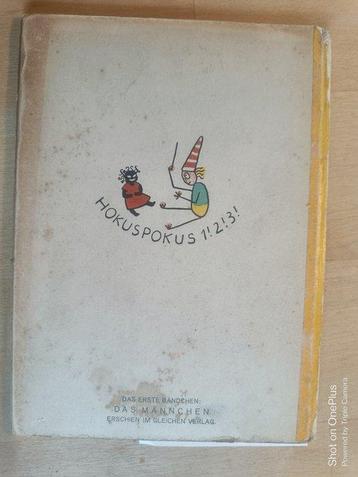 HOKUSPOKUS 1!2!3!
DAS ERSTE BÄNDCHEN:
DAS MÄNNCHEN
ERSCHIEN IM GLEICHEN VERLAG.
Shot on OnePlus
Powered by Triple Camera